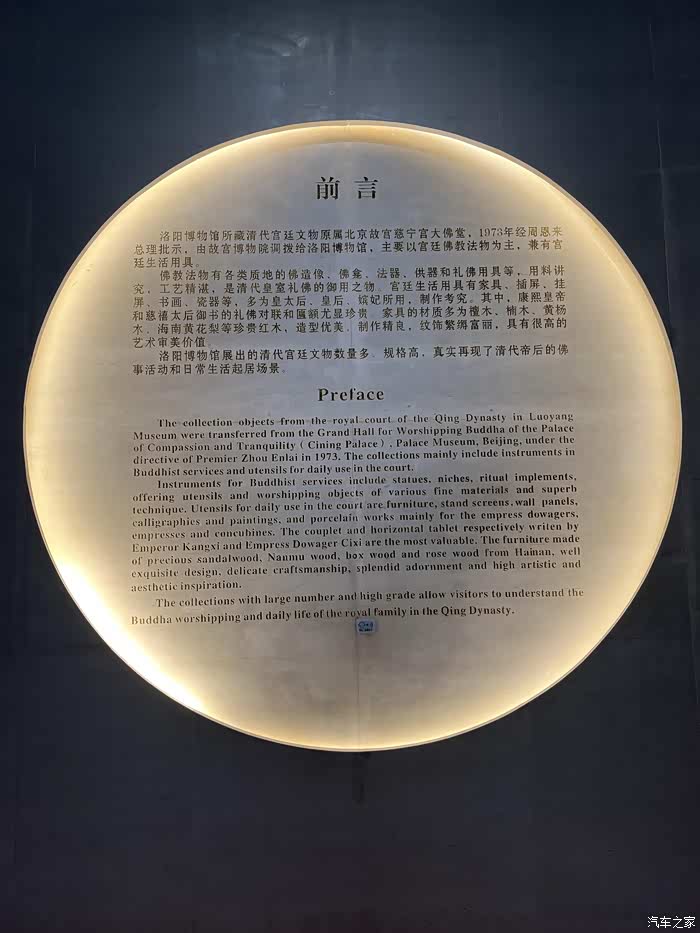 前言
洛阳博物馆所藏清代宫廷文物原属北京故宫慈宁宫大佛堂，1973年经周恩来
总理批示，由故宫博物院调拨给洛阳博物馆，主要以宫廷佛教法物为主，兼有宫
廷生活用具。
佛教法物有各类质地的佛造像、佛龛、法器、供器和礼佛用具等，用料讲
究，工艺精湛，是清代皇室礼佛的御用之物。宫廷生活用具有家具、插屏、挂
屏、书画、瓷器等，多为皇太后、皇后、嫔妃所用，制作考究。其中，康熙皇帝
和慈禧太后御书的礼佛对联和匾额尤显珍贵。家具的材质多为檀木、楠木、黄杨
木、海南黄花梨等珍贵红木，造型优美，制作精良，纹饰繁缛富丽，具有很高的
艺术审美价值。
洛阳博物馆展出的清代宫廷文物数量多、规格高，真实再现了清代帝后的佛
事活动和日常生活起居场景。
Preface
The collection objects from the royal court of the Qing Dynasty in Luoyang
Museum were transferred from the Grand Hall for Worshipping Buddha of the Palace
of Compassion and Tranquility ( Cining Palace ) , Palace Museum, Beijing, under the
directive of Premier Zhou Enlai in 1973. The collections mainly include instruments in
Buddhist services and utensils for daily use in the court.
Instruments for Buddhist services include statues, niches, ritual implements,
offering utensils and worshipping objects of various fine materials and superb
technique. Utensils for daily use in the court are furniture, stand screens, wall panels,
calligraphies and paintings, and porcelain works mainly for the empress dowagers,
empresses and concubines. The couplet and horizontal tablet respectively writen by
Emperor Kangxi and Empress Dowager Cixi are the most valuable. The furniture made
of precious sandalwood, Nanmu wood, box wood and rose wood from Hainan, well
exquisite design, delicate craftsmanship, splendid adornment and high artistic and
aesthetic inspiration.
The collections with large number and high grade allow visitors to understand the
Buddha worshipping and daily life of the royal family in the Qing Dynasty.
汽车之家